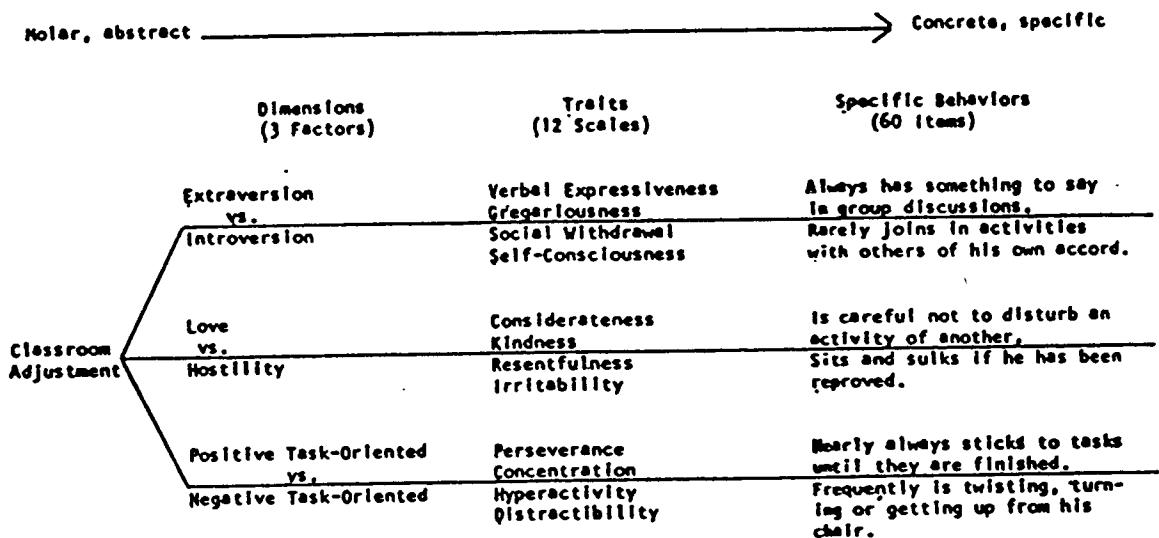 Molar, abstract
Concrete, specific
Dimensions
(3 Factors)
Traits
(12 Scales)
Specific Behaviors
(60 Items)
Extraversion
vs.
Introversion
Verbal Expressiveness
Gregariousness
Social Withdrawal
Self-Consciousness
Always has something to say
in group discussions.
Rarely joins in activities
with others of his own accord.
Classroom
Adjustment
Love
vs.
Hostility
Considerateness
Kindness
Resentfulness
Irritability
Is careful not to disturb an
activity of another.
Sits and sulks if he has been
reproved.
Positive Task-Oriented
vs.
Negative Task-Oriented
Perseverance
Concentration
Hyperactivity
Distractibility
Nearly always sticks to tasks
until they are finished.
Frequently is twisting, turn-
ing or getting up from his
chair.